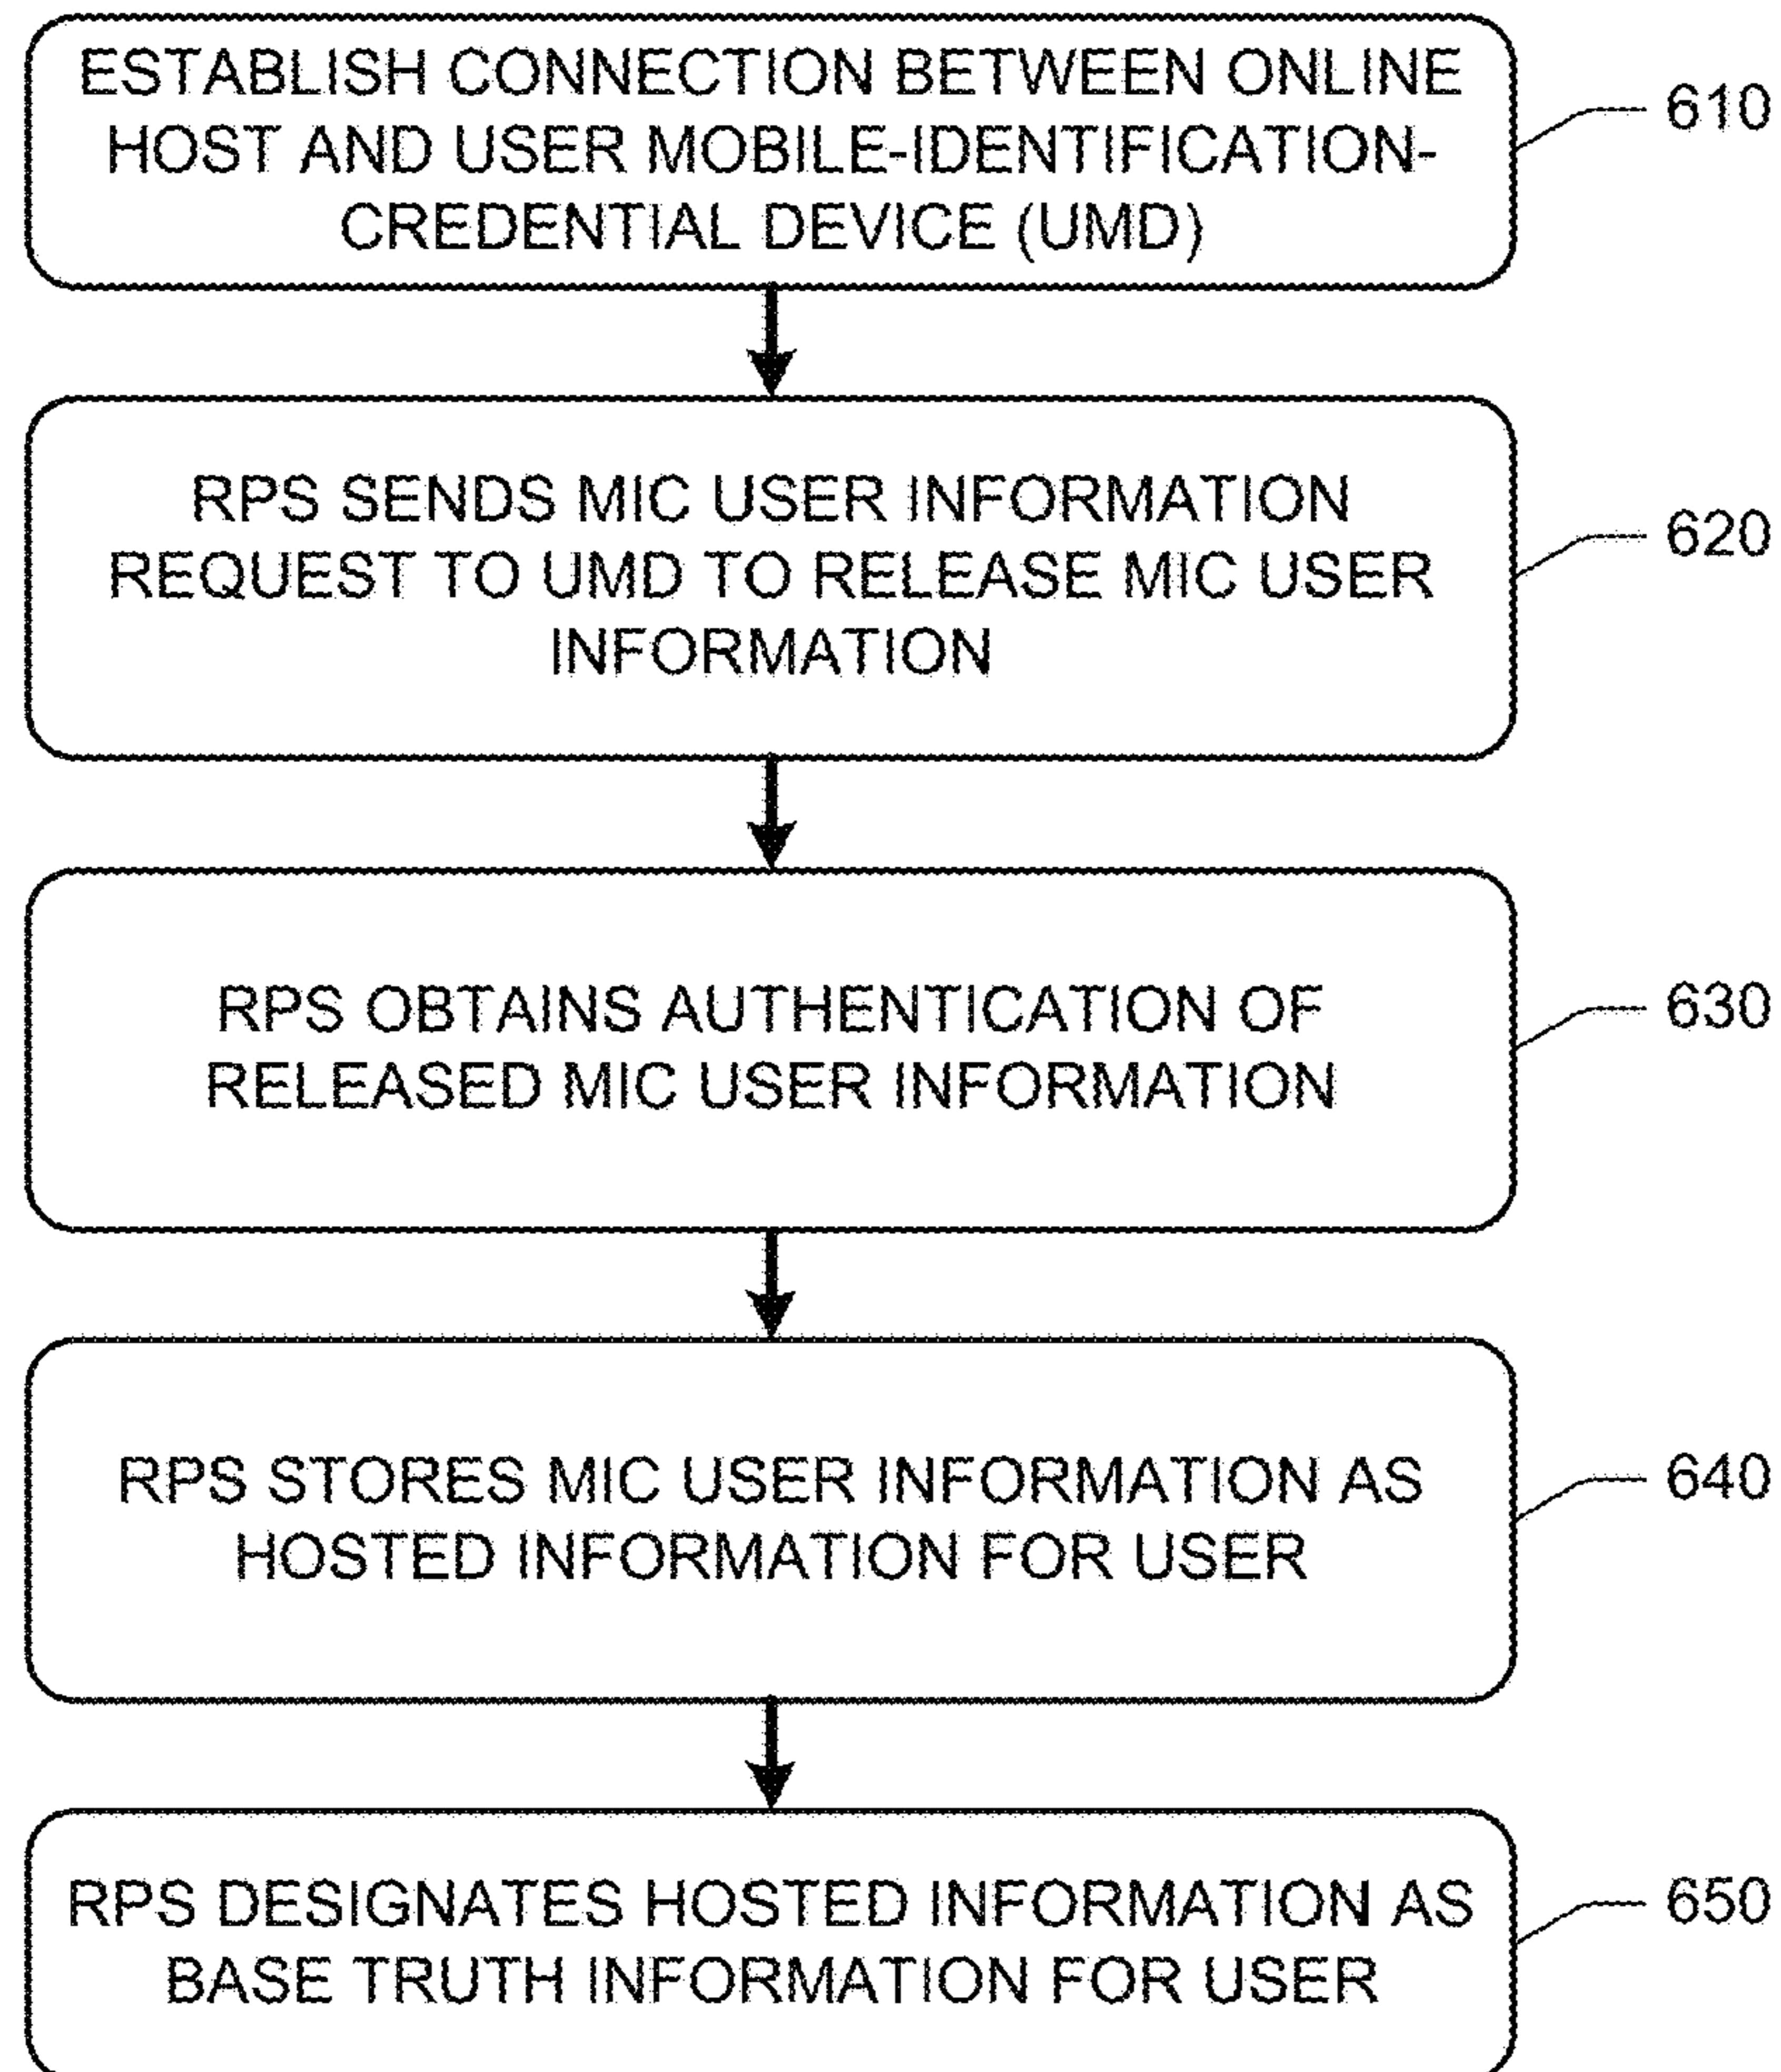 ESTABLISH CONNECTION BETWEEN ONLINE
HOST AND USER MOBILE-IDENTIFICATION-
CREDENTIAL DEVICE (UMD)
610
RPS SENDS MIC USER INFORMATION
REQUEST TO UMD TO RELEASE MIC USER
INFORMATION
620
RPS OBTAINS AUTHENTICATION OF
RELEASED MIC USER INFORMATION
630
RPS STORES MIC USER INFORMATION AS
HOSTED INFORMATION FOR USER
640
RPS DESIGNATES HOSTED INFORMATION AS
BASE TRUTH INFORMATION FOR USER
650